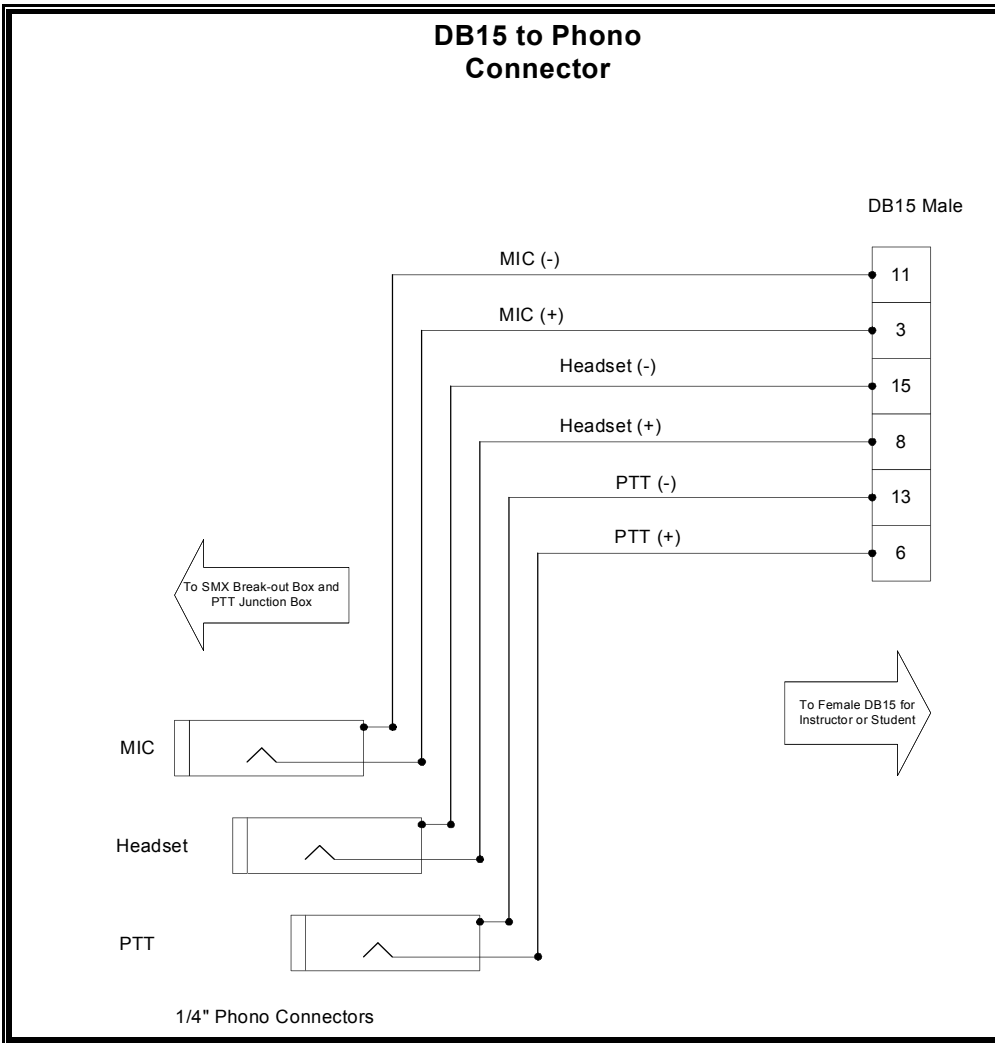 DB15 to Phono
Connector
DB15 Male
MIC (-)
11
MIC (+)
3
Headset (-)
15
Headset (+)
8
PTT (-)
13
PTT (+)
6
To SMX Break-out Box and
PTT Junction Box
To Female DB15 for
Instructor or Student
MIC
Headset
PTT
1/4" Phono Connectors